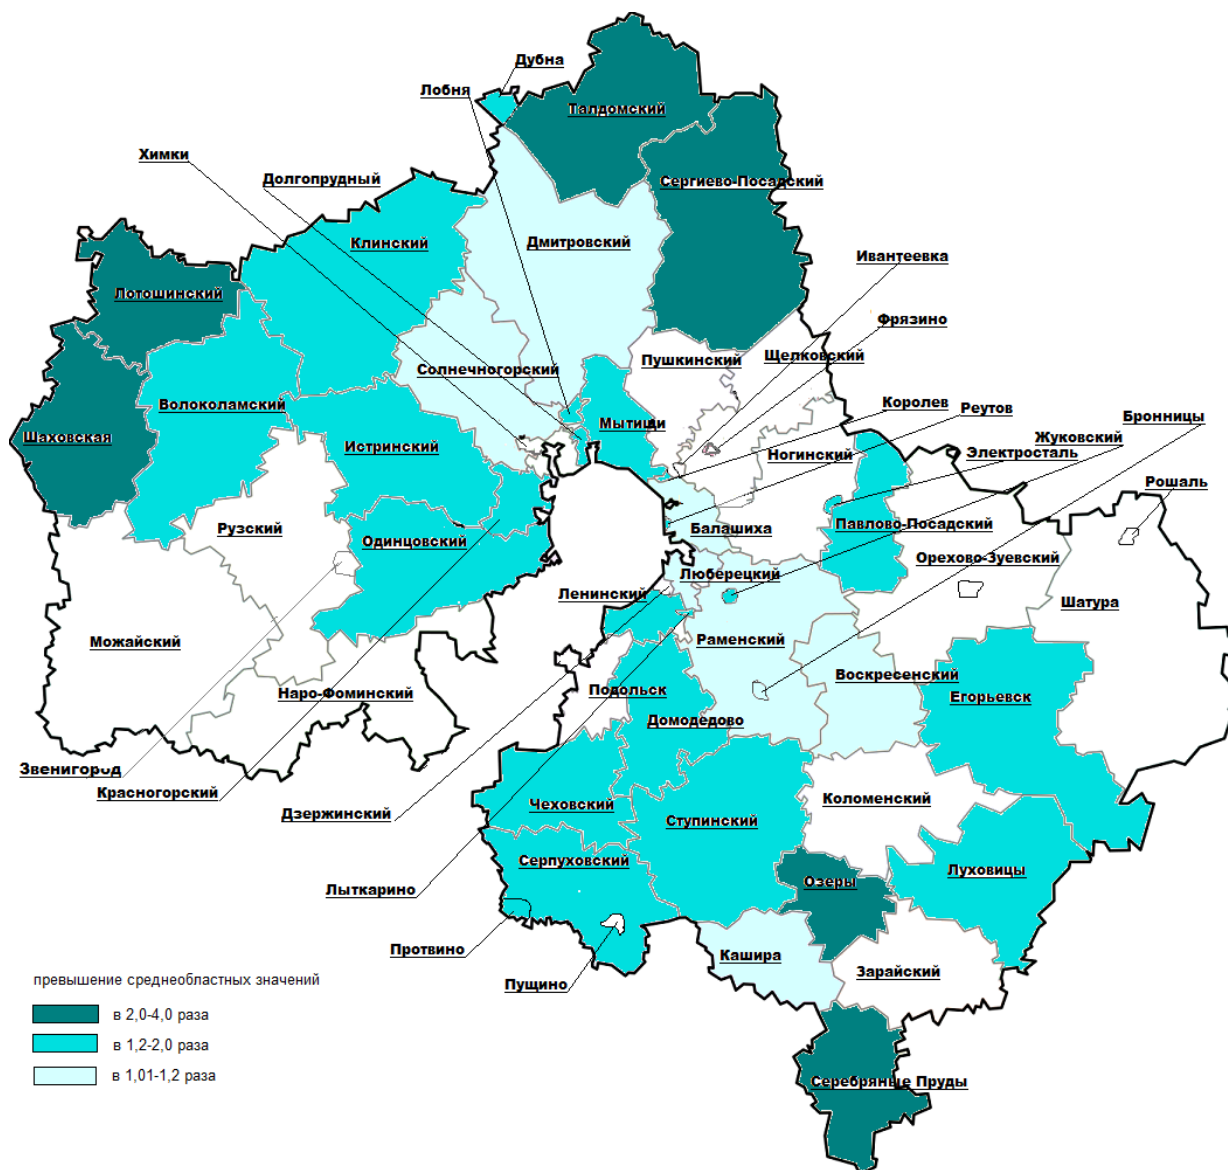 Дубна
Лобня
Талдомский
Химки
Долгопрудный
Сергиево-Посадский
Клинский
Дмитровский
Ивантеевка
Лотошинский
Фрязино
Пушкинский
Щелковский
Солнечногорский
Волоколамский
Королев
Реутов
Бронницы
Шаховская
Истринский
Мытищи
Жуковский
Ногинский
Электросталь
Рошаль
Рузский
Балашиха
Павлово-Посадский
Одинцовский
Орехово-Зуевский
Люберецкий
Ленинский
Шатура
Можайский
Раменский
Воскресенский
Наро-Фоминский
Подольск
Егорьевск
Домодедово
Звенигород
Красногорский
Чеховский
Коломенский
Дзержинский
Ступинский
Серпуховский
Луховицы
Лыткарино
Озеры
Протвино
Кашира
Зарайский
Пущино
превышение среднеобластных значений
в 2,0-4,0 раза
в 1,2-2,0 раза
в 1,01-1,2 раза
Серебряные Пруды